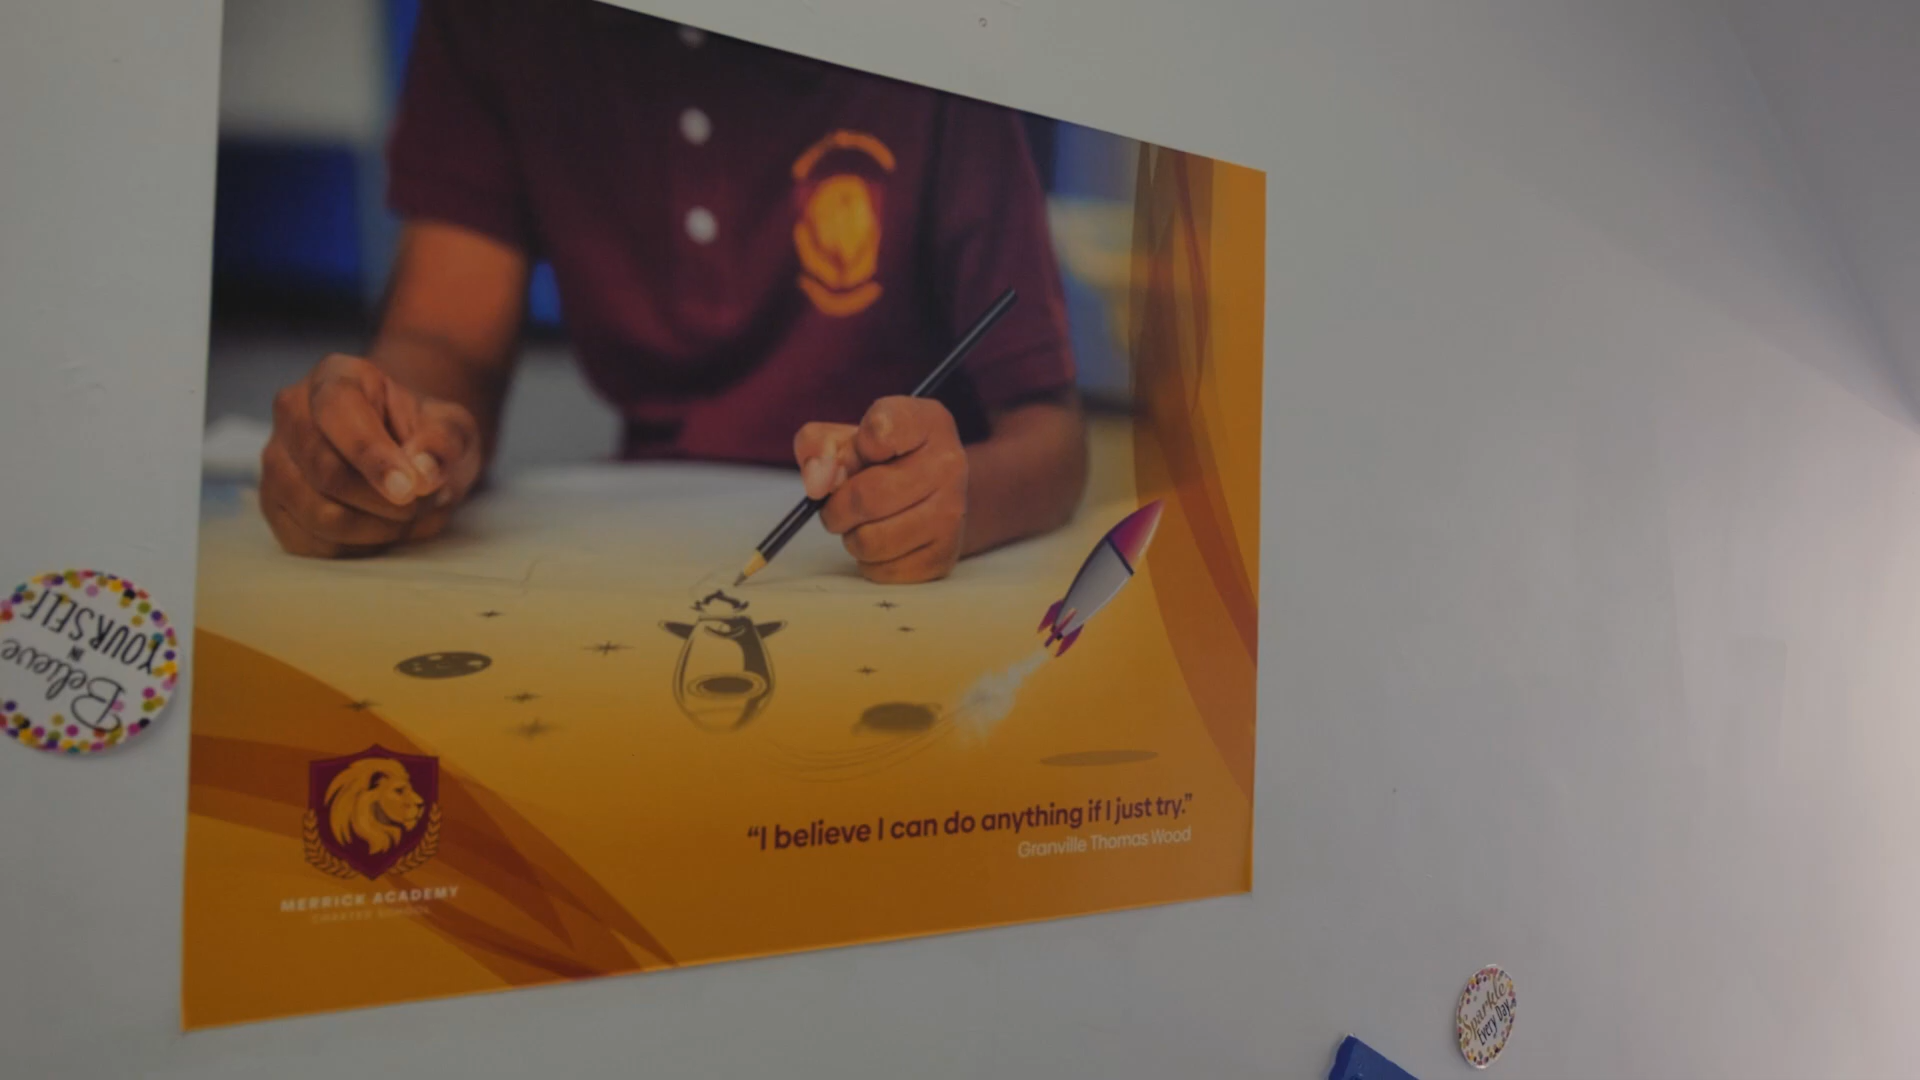 Believe
IN
YOURSELF
"I believe I can do anything if I just try."
Granville Thomas Wood
MERRICK ACADEMY
CHARTER SCHOOL
Sparkle
Every Day